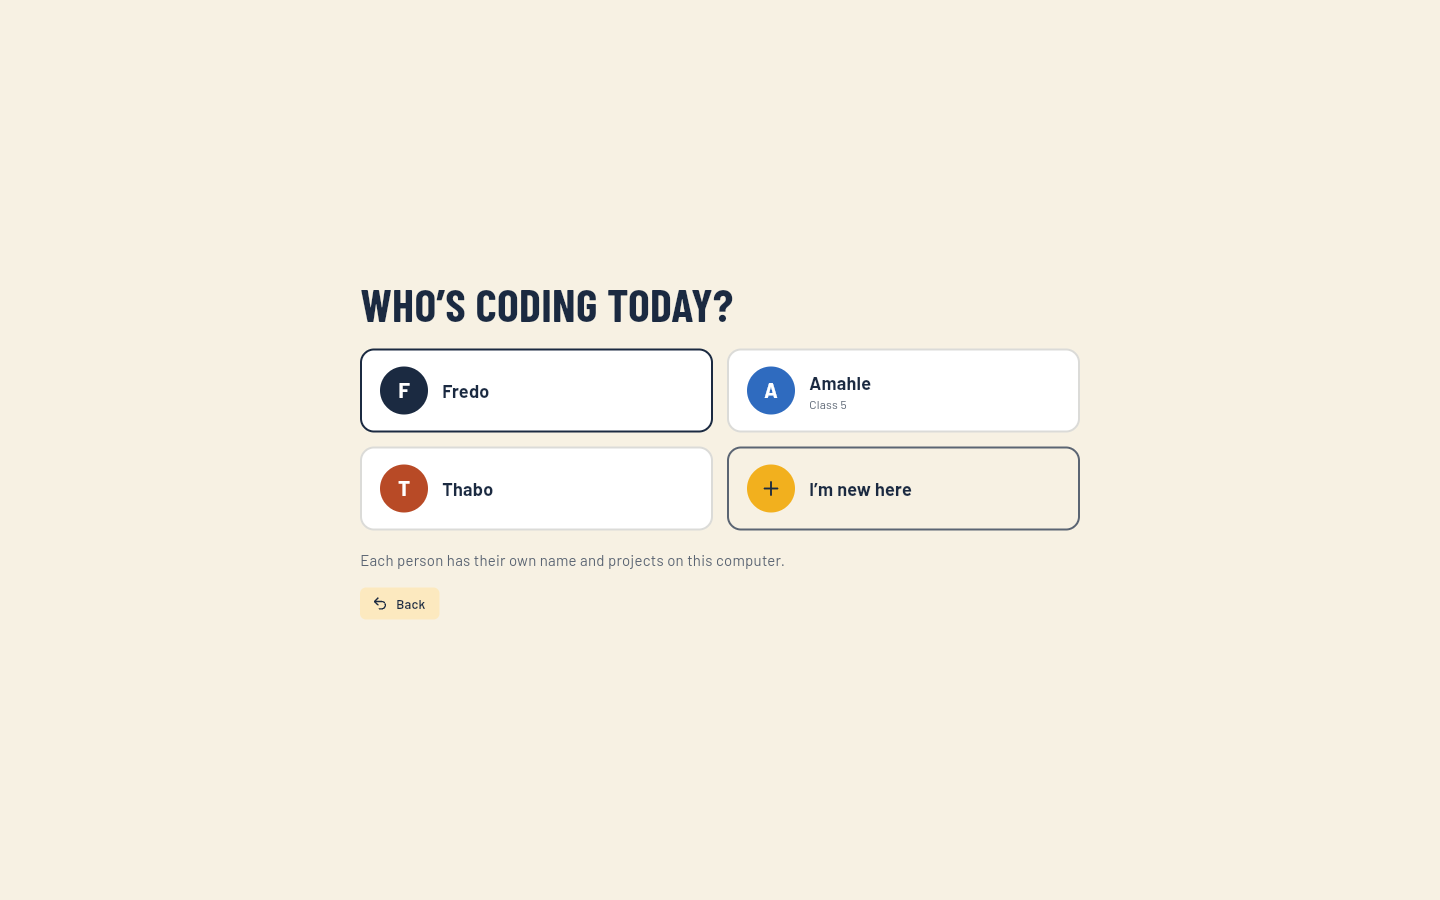 WHO’S CODING TODAY?
F Fredo
A Amahle
Class 5
T Thabo
I’m new here
Each person has their own name and projects on this computer.
Back